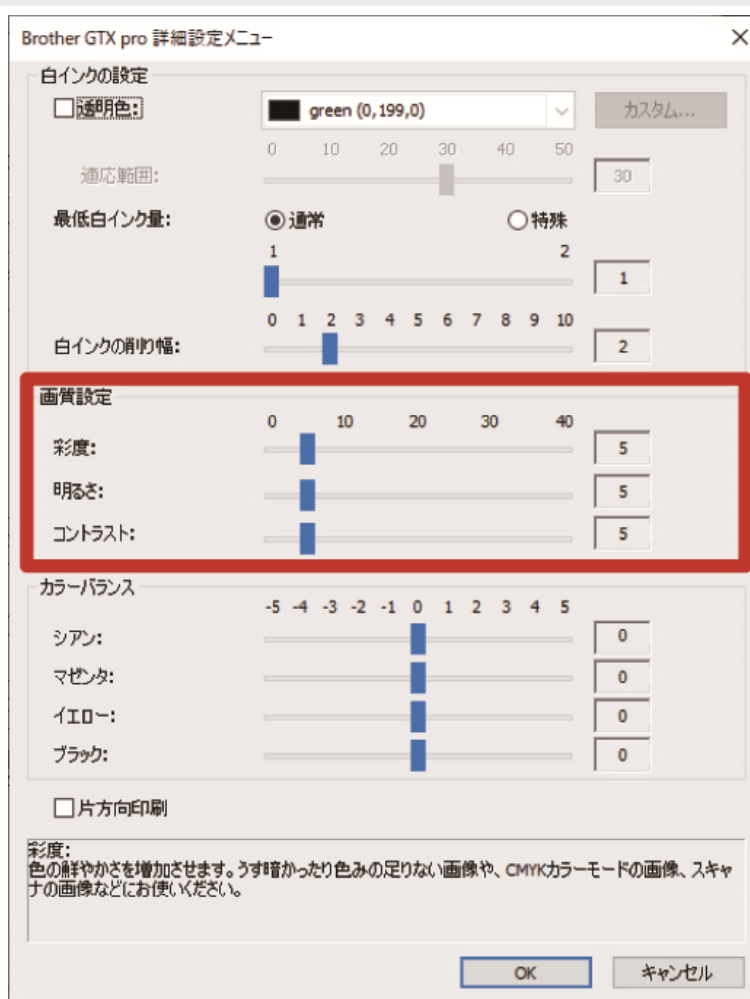 Brother GTX pro 詳細設定メニュー
白インクの設定
透明色: green (0,199,0) カスタム...
0 10 20 30 40 50
適応範囲: 30
最低白インク量: 通常 特殊
1 2
1
0 1 2 3 4 5 6 7 8 9 10
白インクの削り幅: 2
画質設定
0 10 20 30 40
彩度: 5
明るさ: 5
コントラスト: 5
カラーバランス
-5 -4 -3 -2 -1 0 1 2 3 4 5
シアン: 0
マゼンタ: 0
イエロー: 0
ブラック: 0
片方向印刷
彩度:
色の鮮やかさを増加させます。うす暗かったり色みの足りない画像や、CMYKカラーモードの画像、スキャ
ナの画像などにお使いください。
OK キャンセル